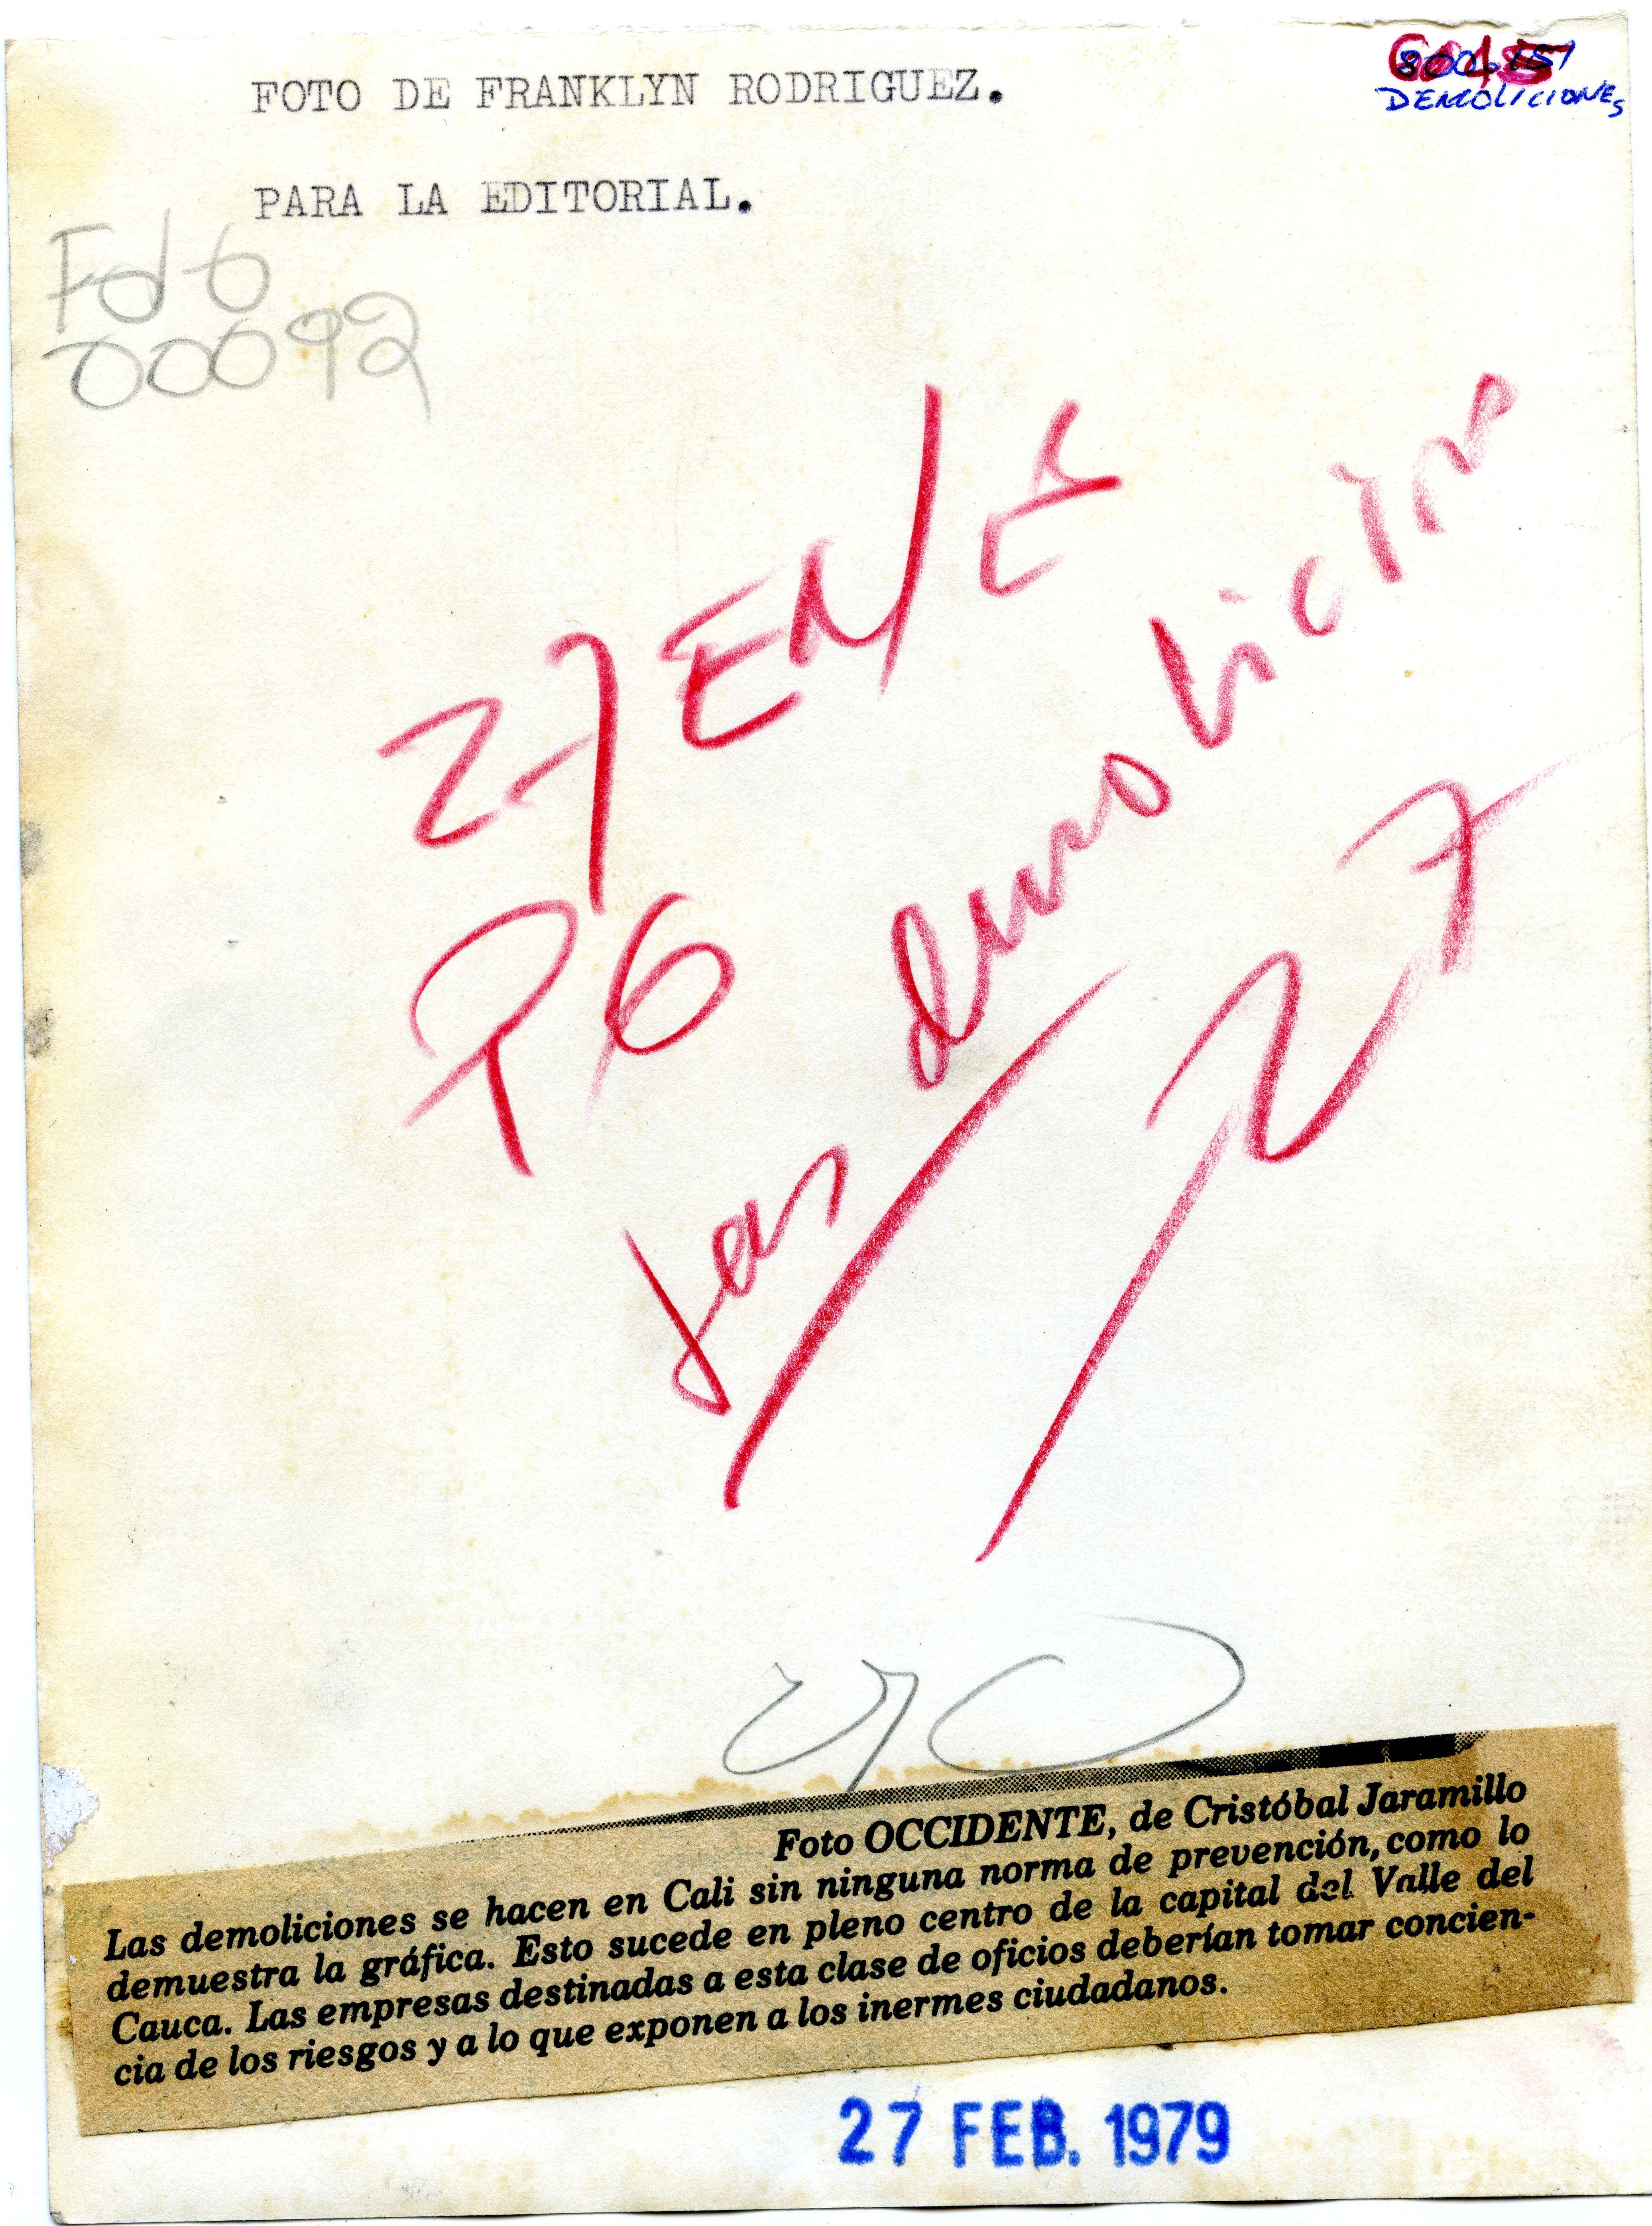 DEMOLICIONES
FOTO DE FRANKLYN RODRIGUEZ.
PARA LA EDITORIAL.
Fdt6
00092
27 ENE
P6
demolicion
27
Foto OCCIDENTE, de Cristóbal Jaramillo
Las demoliciones se hacen en Cali sin ninguna norma de prevención, como lo
demuestra la gráfica. Esto sucede en pleno centro de la capital del Valle del
Cauca. Las empresas destinadas a esta clase de oficios deberían tomar concien-
cia de los riesgos y a lo que exponen a los inermes ciudadanos.
27 FEB. 1979